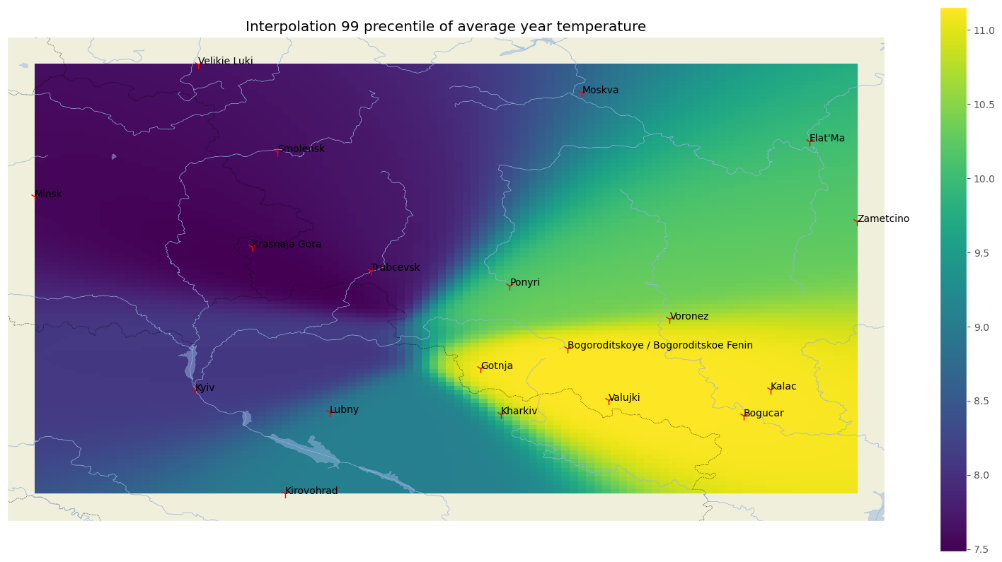 Interpolation 99 precentile of average year temperature
Velikie Luki
Moskva
Elat'Ma
Smolensk
Minsk
Zametcino
Krasnaja Gora
Trubcevsk
Ponyri
Voronez
Bogoroditskoye / Bogoroditskoe Fenin
Gotnja
Kyiv
Kalac
Valujki
Lubny
Kharkiv
Bogucar
Kirovohrad
11.0
10.5
10.0
9.5
9.0
8.5
8.0
7.5